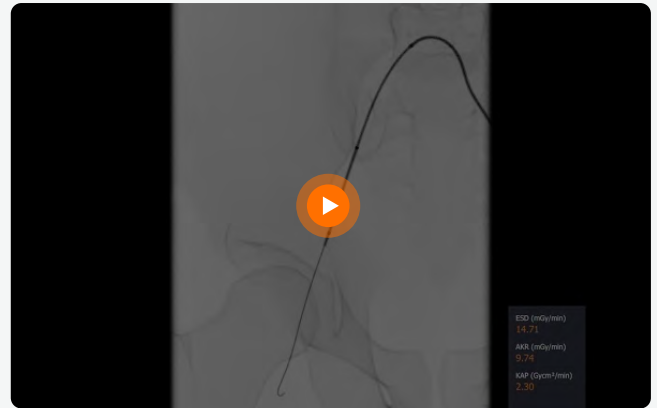 ESD (mGy/min)
14.71
AKR (mGy/min)
9.74
KAP (Gycm²/min)
2.30